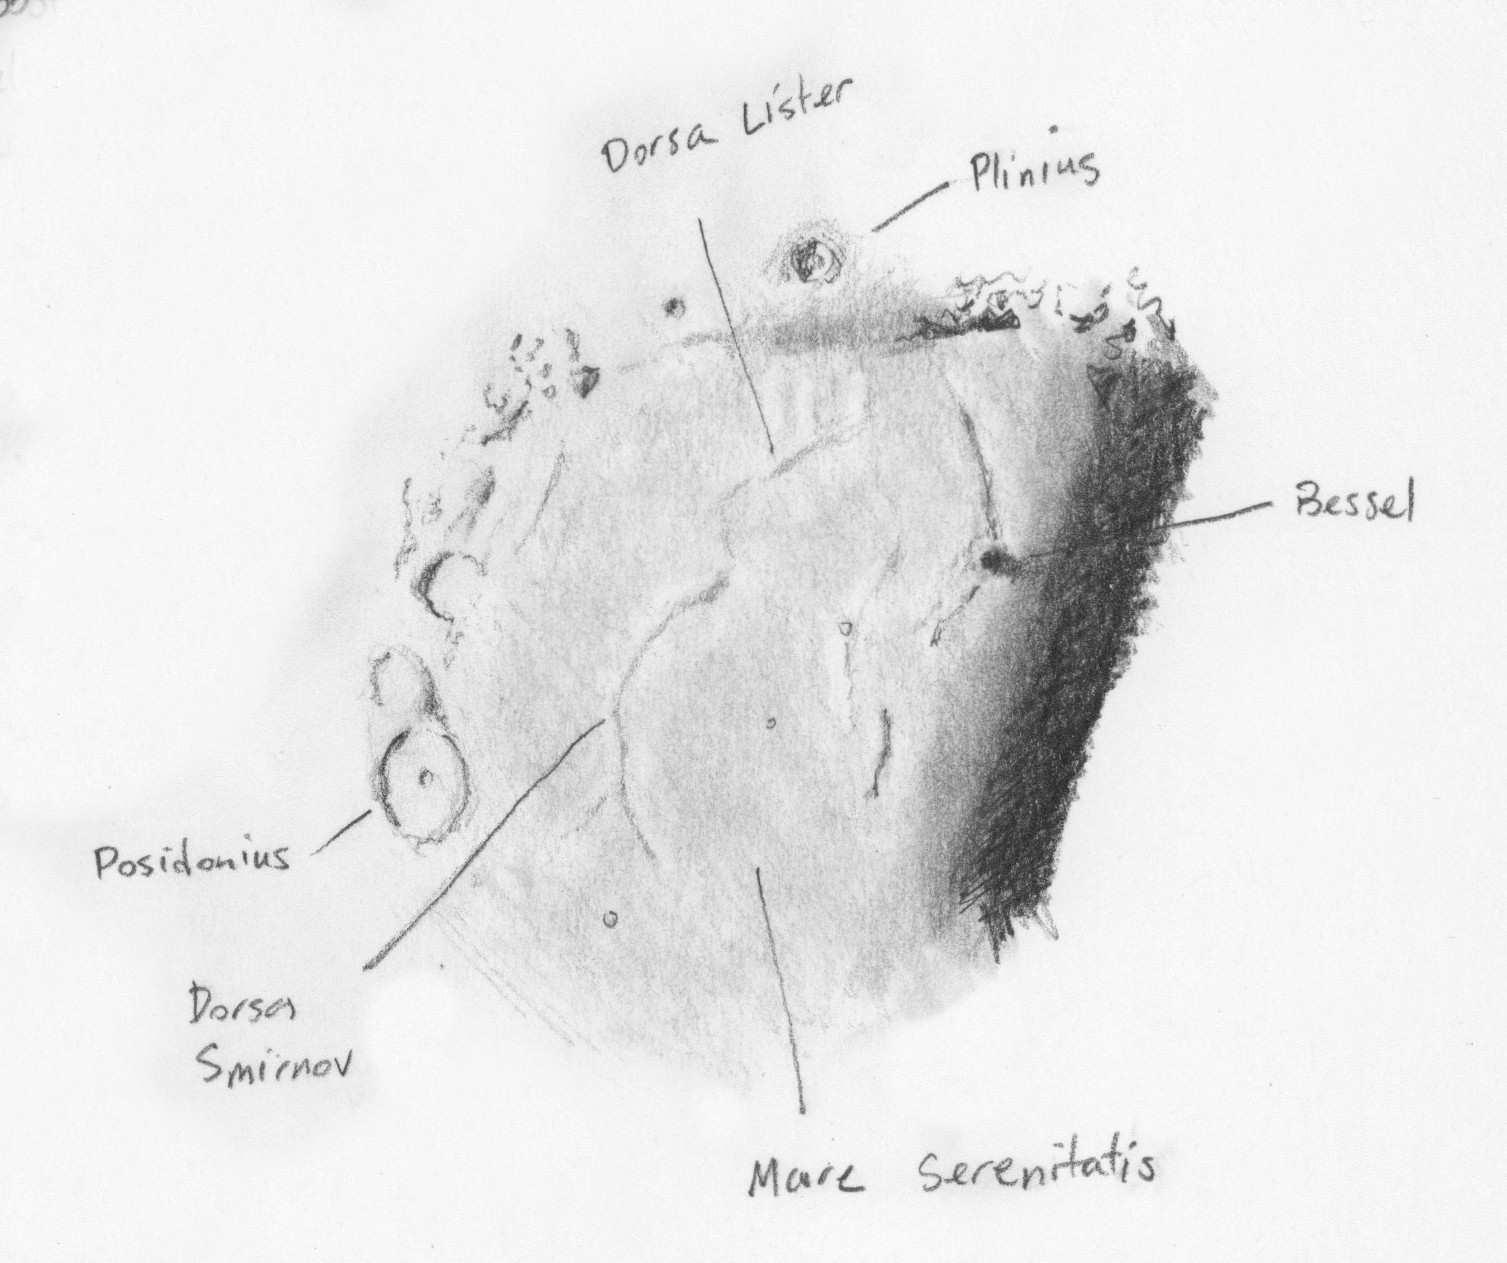 Dorsa Lister
Plinius
Bessel
Posidonius
Dorsa
Smirnov
Mare Serenitatis